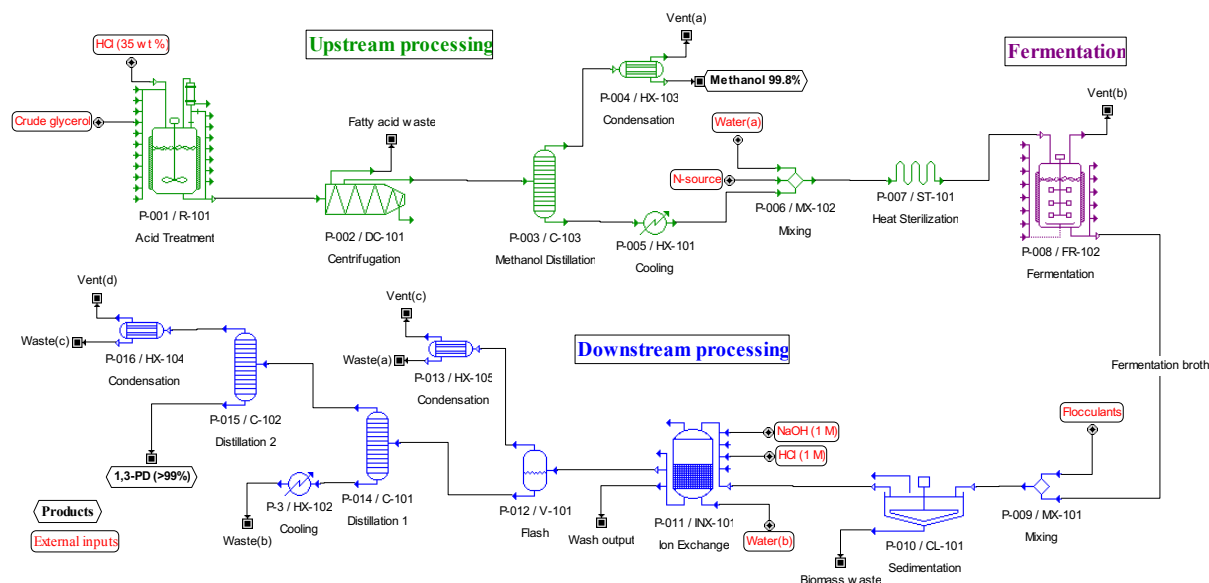 Vent(a)
HCl (35 wt %)
Upstream processing
Fermentation
Methanol 99.8%
P-004 / HX-103
Condensation
Vent(b)
Crude glycerol
Fatty acid waste
Water(a)
N-source
P-001 / R-101
Acid Treatment
P-002 / DC-101
Centrifugation
P-003 / C-103
Methanol Distillation
P-005 / HX-101
Cooling
P-006 / MX-102
Mixing
P-007 / ST-101
Heat Sterilization
P-008 / FR-102
Fermentation
Vent(d)
Vent(c)
Waste(c)
P-016 / HX-104
Condensation
Waste(a)
P-013 / HX-105
Condensation
Downstream processing
Fermentation broth
P-015 / C-102
Distillation 2
Flocculants
NaOH (1 M)
HCl (1 M)
1,3-PD (>99%)
P-3 / HX-102
Cooling
P-014 / C-101
Distillation 1
P-012 / V-101
Flash
P-011 / INX-101
Ion Exchange
P-009 / MX-101
Mixing
Products
External inputs
Waste(b)
Wash output
Water(b)
P-010 / CL-101
Sedimentation
Biomass waste